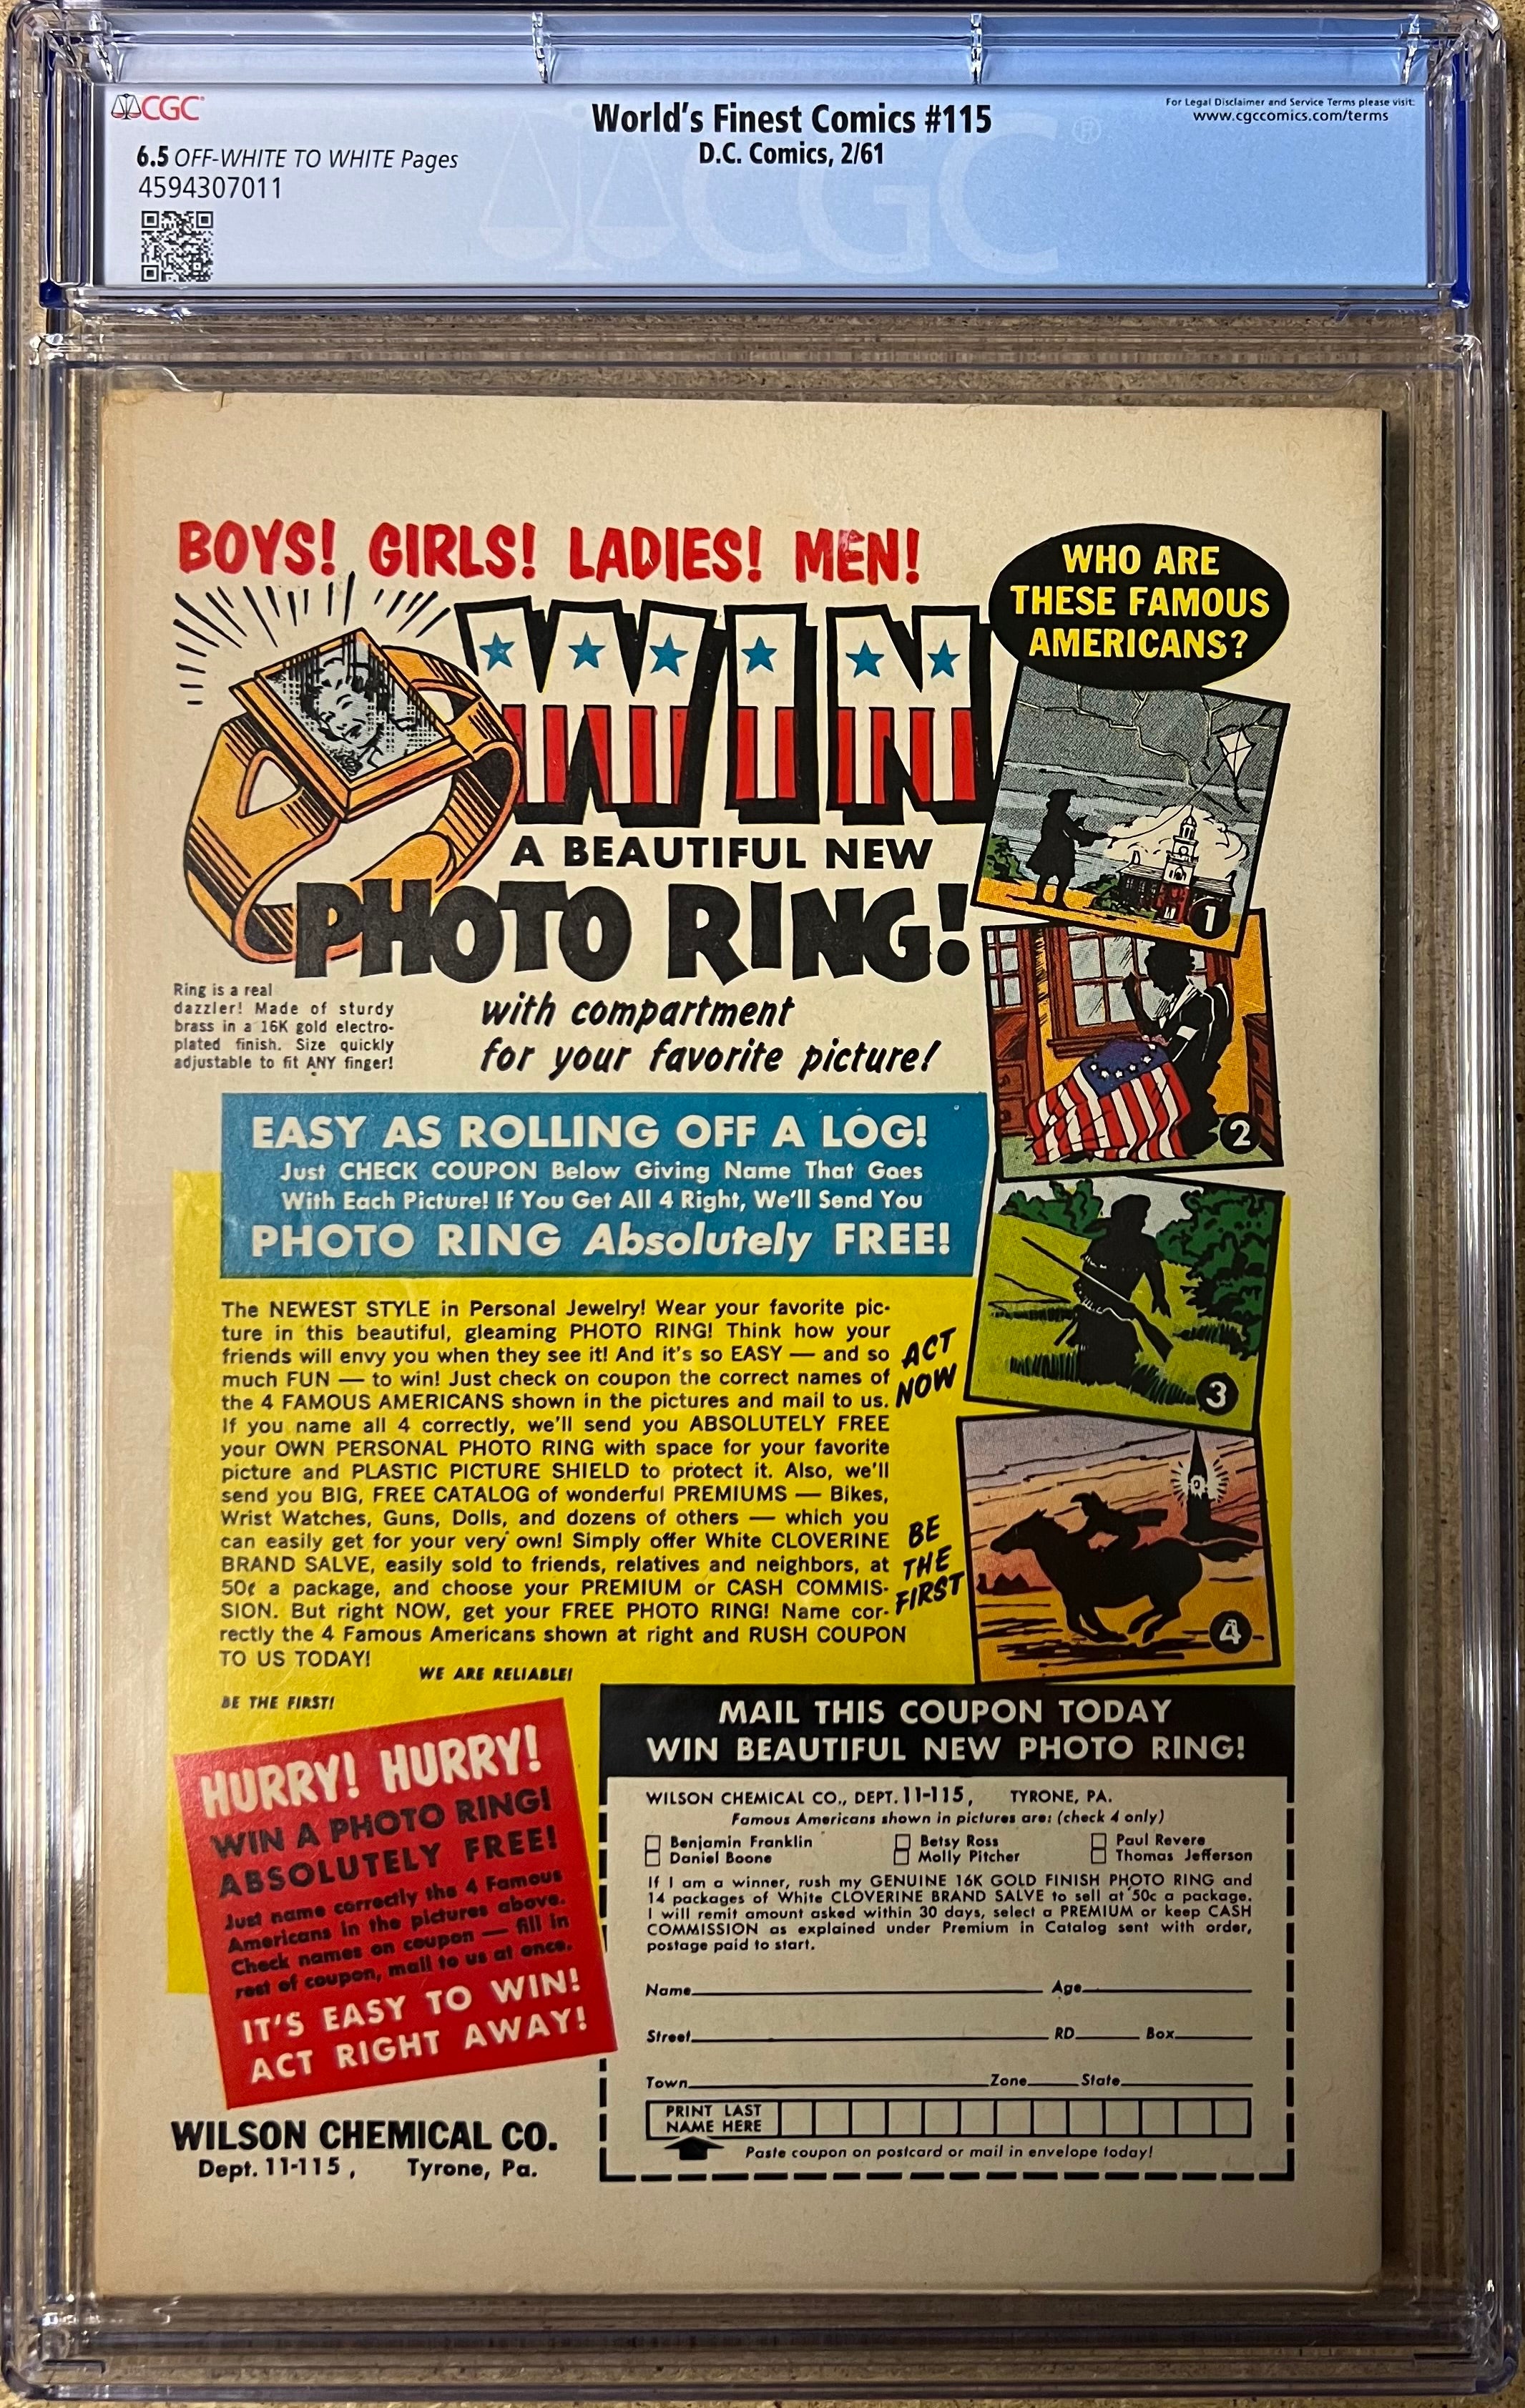 CGC
World's Finest Comics #115
D.C. Comics, 2/61
For Legal Disclaimer and Service Terms please visit:
www.cgccomics.com/terms
6.5 OFF-WHITE TO WHITE Pages
4594307011
CGC®
BOYS! GIRLS! LADIES! MEN!
WIN
A BEAUTIFUL NEW
PHOTO RING!
with compartment
for your favorite picture!
Ring is a real
dazzler! Made of sturdy
brass in a 16K gold electro-
plated finish. Size quickly
adjustable to fit ANY finger!
WHO ARE
THESE FAMOUS
AMERICANS?
1
2
3
4
EASY AS ROLLING OFF A LOG!
Just CHECK COUPON Below Giving Name That Goes
With Each Picture! If You Get All 4 Right, We'll Send You
PHOTO RING Absolutely FREE!
The NEWEST STYLE in Personal Jewelry! Wear your favorite pic-
ture in this beautiful, gleaming PHOTO RING! Think how your
friends will envy you when they see it! And it's so EASY — and so
much FUN — to win! Just check on coupon the correct names of
the 4 FAMOUS AMERICANS shown in the pictures and mail to us.
If you name all 4 correctly, we'll send you ABSOLUTELY FREE
your OWN PERSONAL PHOTO RING with space for your favorite
picture and PLASTIC PICTURE SHIELD to protect it. Also, we'll
send you BIG, FREE CATALOG of wonderful PREMIUMS — Bikes,
Wrist Watches, Guns, Dolls, and dozens of others — which you
can easily get for your very own! Simply offer White CLOVERINE
BRAND SALVE, easily sold to friends, relatives and neighbors, at
50¢ a package, and choose your PREMIUM or CASH COMMIS-
SION. But right NOW, get your FREE PHOTO RING! Name cor-
rectly the 4 Famous Americans shown at right and RUSH COUPON
TO US TODAY!
WE ARE RELIABLE!
BE THE FIRST!
ACT
NOW
BE
THE
FIRST
HURRY! HURRY!
WIN A PHOTO RING!
ABSOLUTELY FREE!
Just name correctly the 4 Famous
Americans in the pictures above.
Check names on coupon — fill in
rest of coupon, mail to us at once.
IT'S EASY TO WIN!
ACT RIGHT AWAY!
WILSON CHEMICAL CO.
Dept. 11-115, Tyrone, Pa.
MAIL THIS COUPON TODAY
WIN BEAUTIFUL NEW PHOTO RING!
WILSON CHEMICAL CO., DEPT. 11-115, TYRONE, PA.
Famous Americans shown in pictures are: (check 4 only)
Benjamin Franklin Betsy Ross Paul Revere
Daniel Boone Molly Pitcher Thomas Jefferson
If I am a winner, rush my GENUINE 16K GOLD FINISH PHOTO RING and
14 packages of White CLOVERINE BRAND SALVE to sell at 50c a package.
I will remit amount asked within 30 days, select a PREMIUM or keep CASH
COMMISSION as explained under Premium in Catalog sent with order,
postage paid to start.
Name Age
Street RD Box
Town Zone State
PRINT LAST
NAME HERE
Paste coupon on postcard or mail in envelope today!